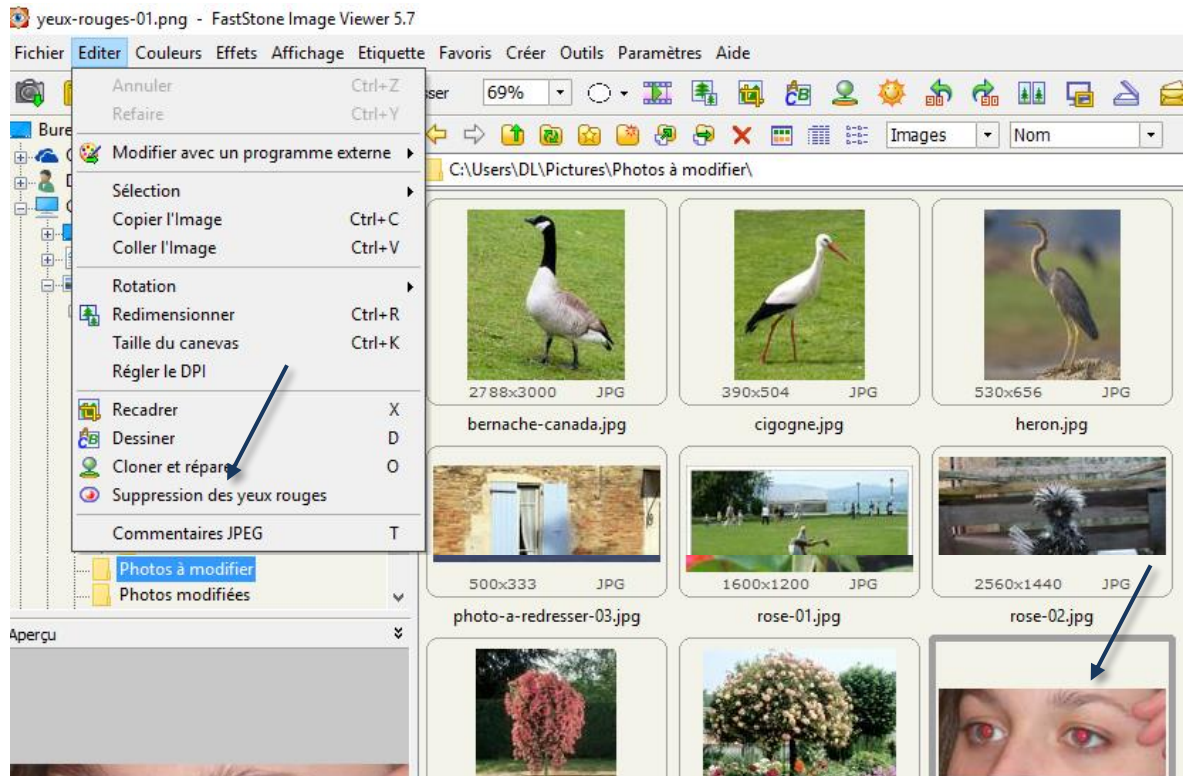 yeux-rouges-01.png - FastStone Image Viewer 5.7
Fichier Editer Couleurs Effets Affichage Etiquette Favoris Créer Outils Paramètres Aide
69%
Images Nom
C:\Users\DL\Pictures\Photos à modifier\
Annuler Ctrl+Z
Refaire Ctrl+Y
Modifier avec un programme externe
Sélection
Copier l'Image Ctrl+C
Coller l'Image Ctrl+V
Rotation
Redimensionner Ctrl+R
Taille du canevas Ctrl+K
Régler le DPI
Recadrer X
Dessiner D
Cloner et réparer O
Suppression des yeux rouges
Commentaires JPEG T
Photos à modifier
Photos modifiées
Aperçu
2788x3000 JPG
bernache-canada.jpg
390x504 JPG
cigogne.jpg
530x656 JPG
heron.jpg
500x333 JPG
photo-a-redresser-03.jpg
1600x1200 JPG
rose-01.jpg
2560x1440 JPG
rose-02.jpg